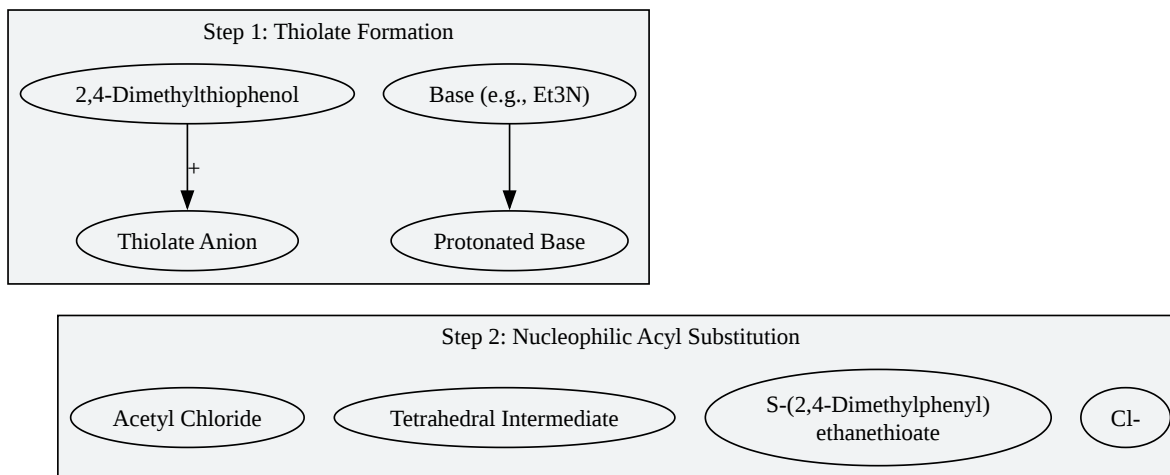 Step 1: Thiolate Formation
2,4-Dimethylthiophenol
Base (e.g., Et3N)
+
Thiolate Anion
Protonated Base
Step 2: Nucleophilic Acyl Substitution
Acetyl Chloride
Tetrahedral Intermediate
S-(2,4-Dimethylphenyl)
ethanethioate
Cl-